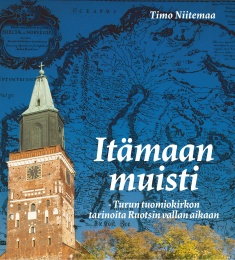 Timo Niitemaa
Itämaan
muisti
Turun tuomiokirkon
tarinoita Ruotsin vallan aikaan